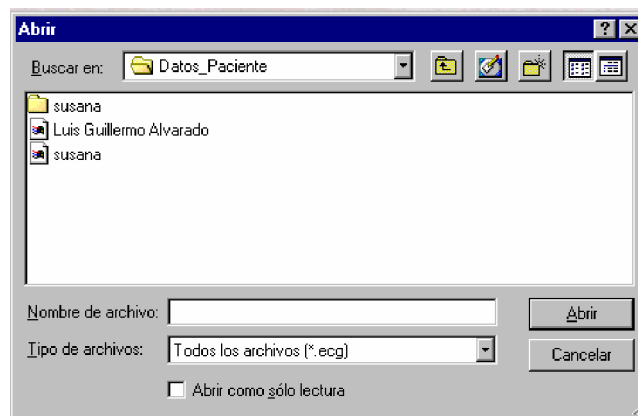 Abrir
Buscar en: Datos_Paciente
susana
Luis Guillermo Alvarado
susana
Nombre de archivo: Abrir
Tipo de archivos: Todos los archivos (*.ecg) Cancelar
Abrir como sólo lectura